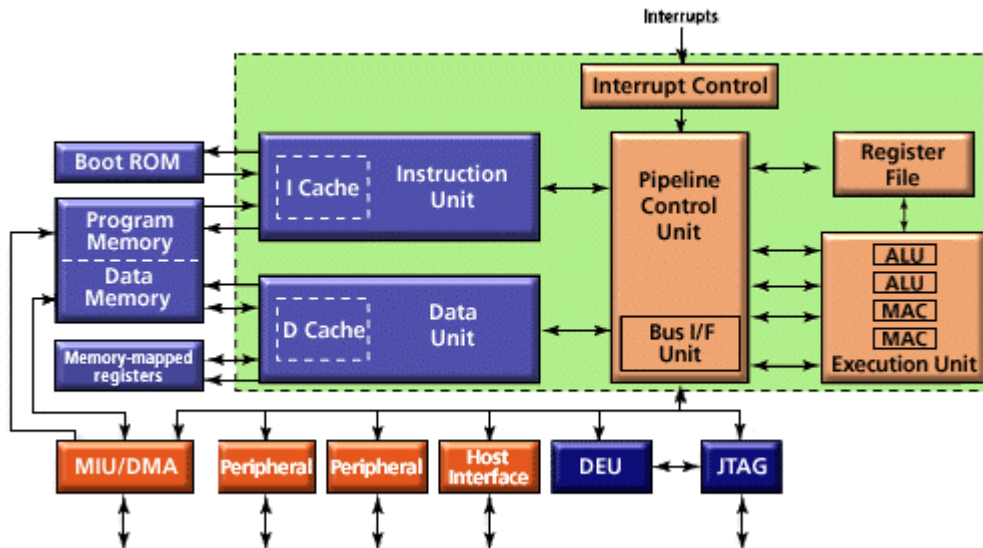 Interrupts
Interrupt Control
Boot ROM
I Cache
Instruction
Unit
Pipeline
Control
Unit
Register
File
Program
Memory
Data
Memory
ALU
ALU
MAC
MAC
Execution Unit
D Cache
Data
Unit
Bus I/F
Unit
Memory-mapped
registers
MIU/DMA
Peripheral
Peripheral
Host
Interface
DEU
JTAG